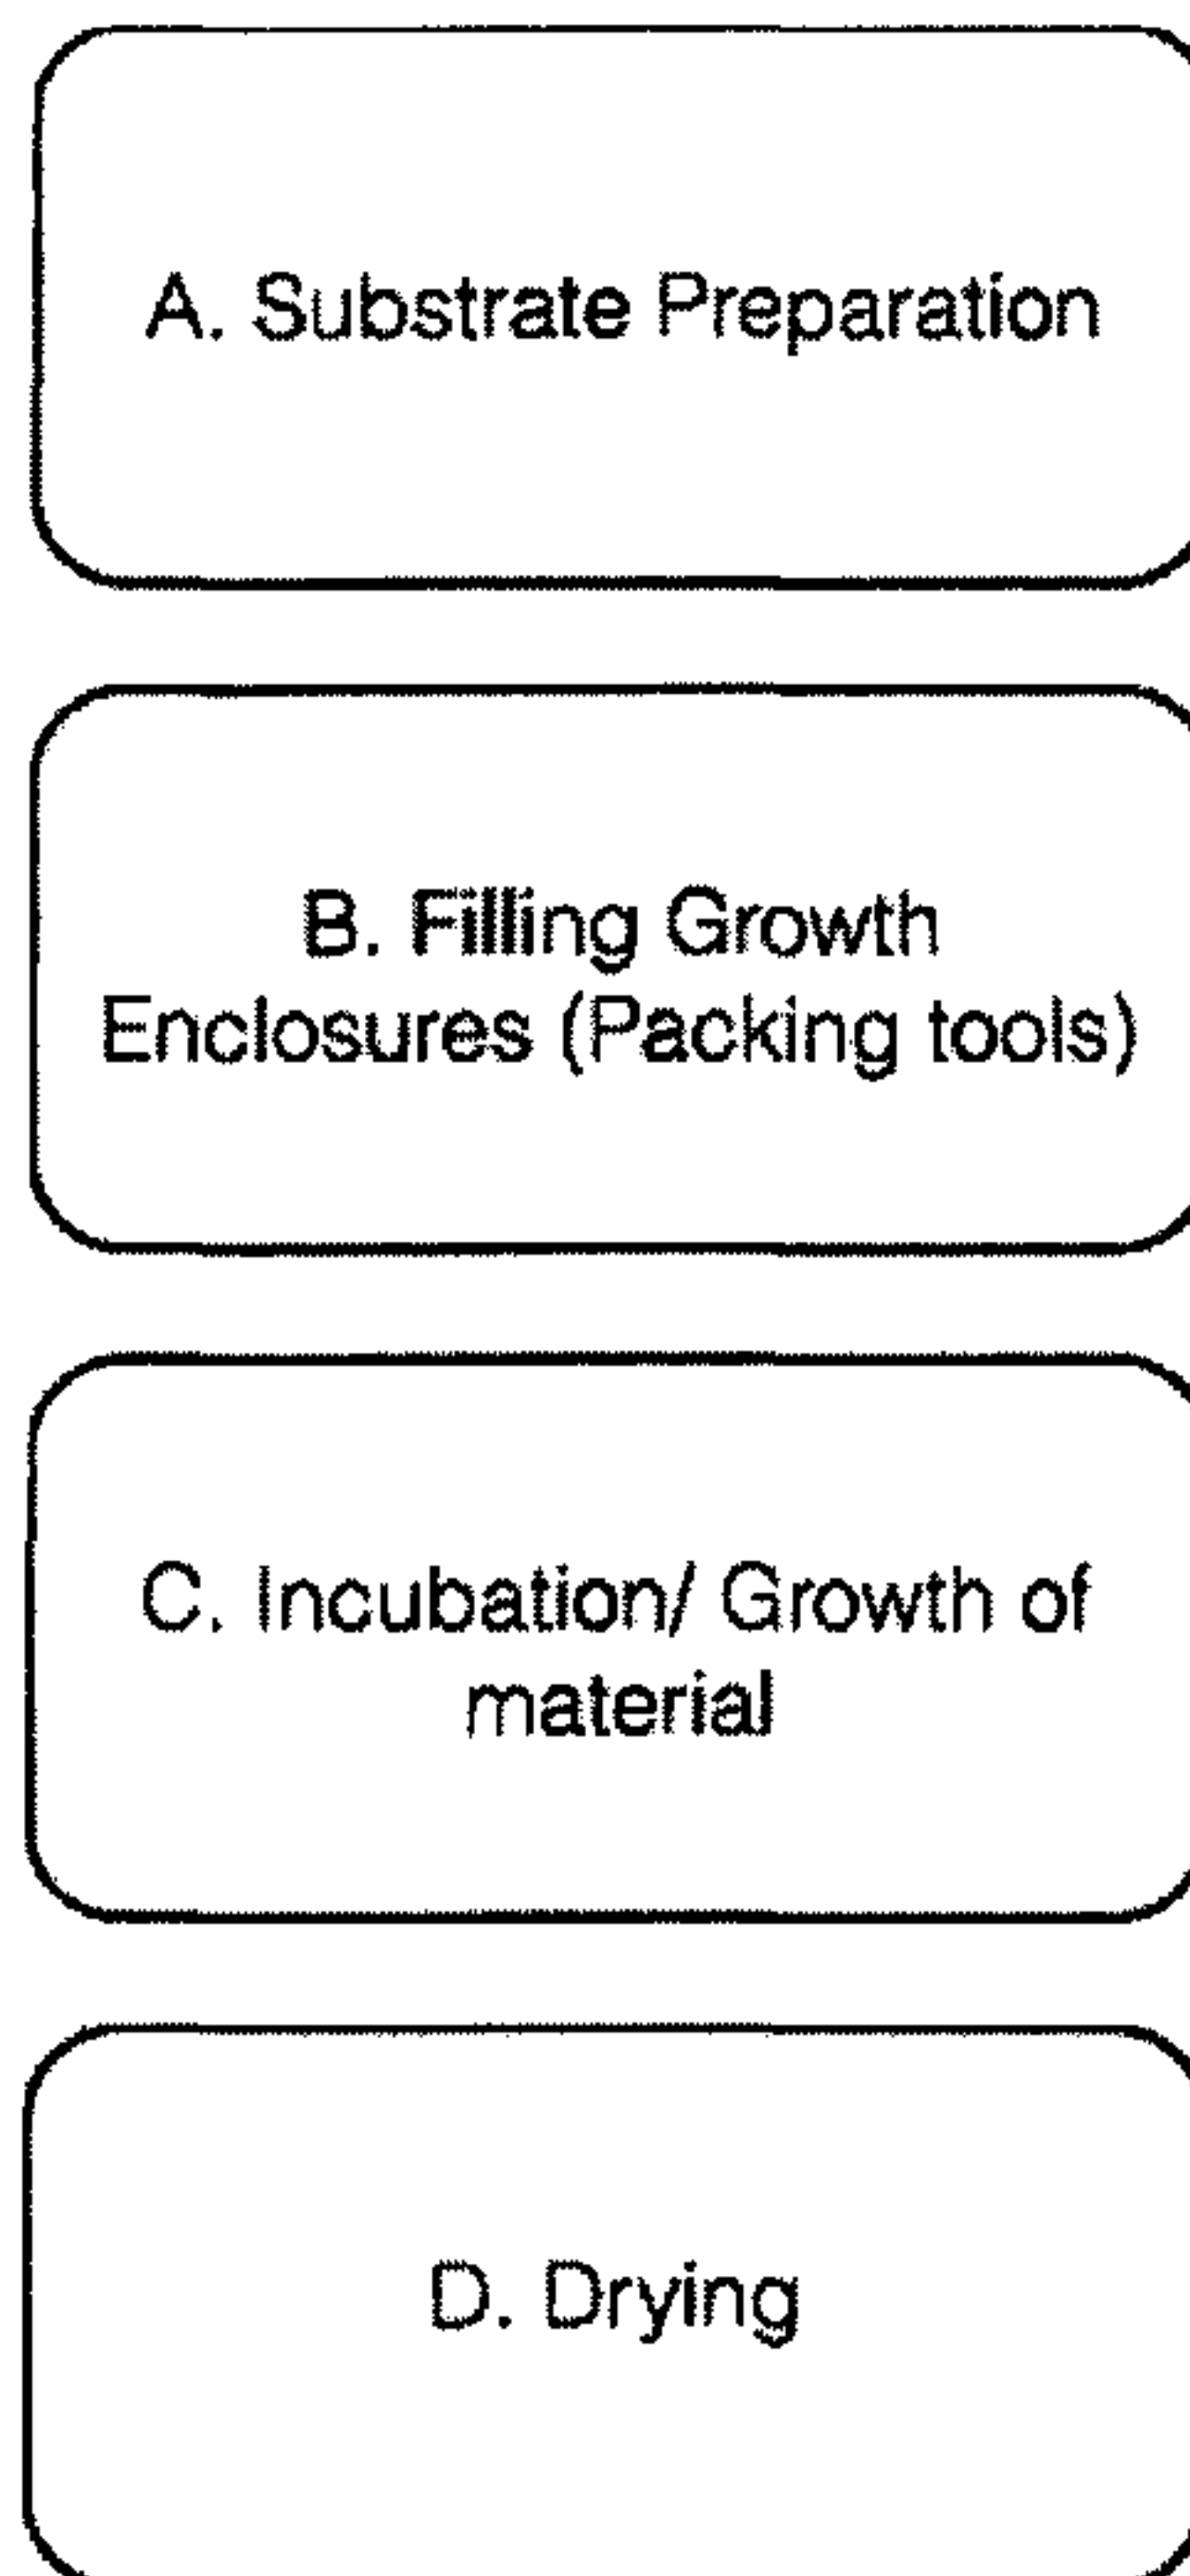 A. Substrate Preparation
B. Filling Growth
Enclosures (Packing tools)
C. Incubation/ Growth of
material
D. Drying